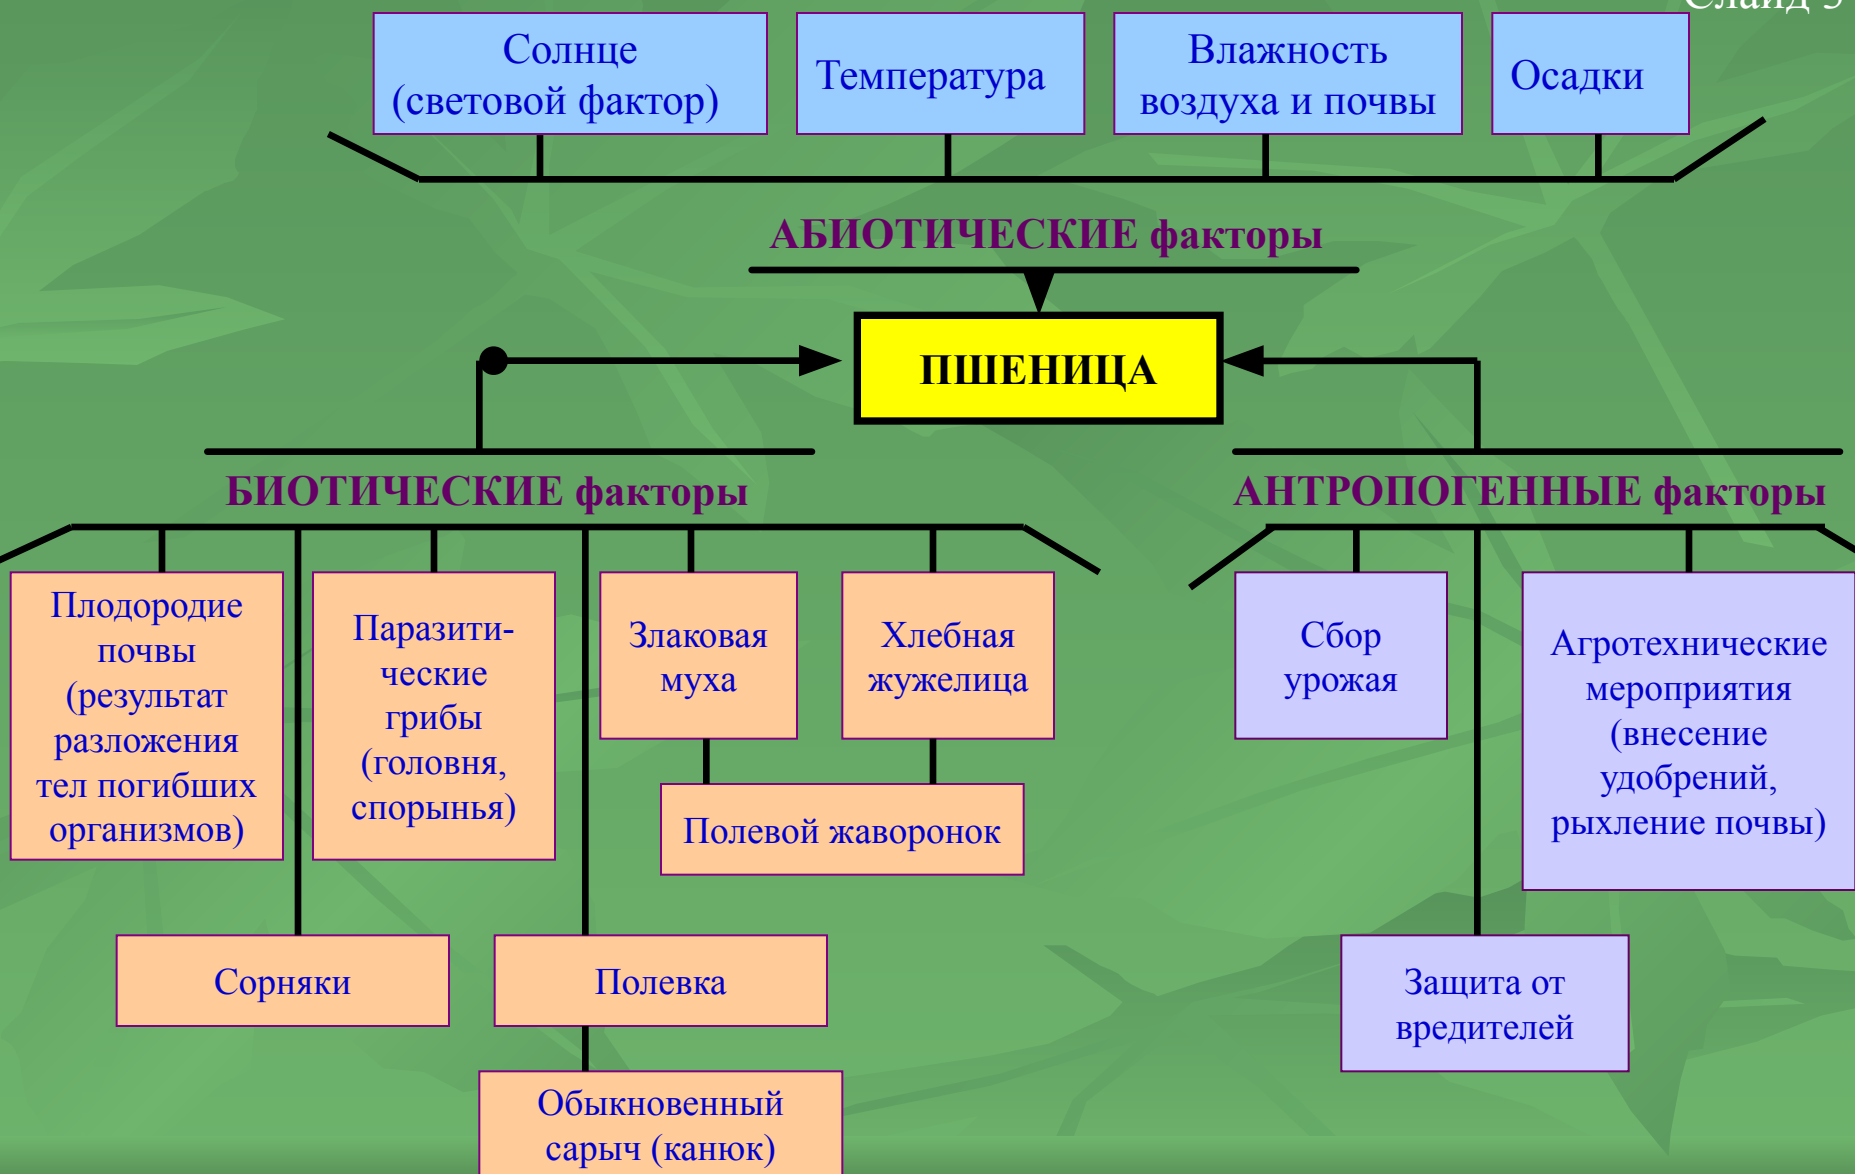 Слайд 5
Солнце
(световой фактор)
Температура
Влажность
воздуха и почвы
Осадки
АБИОТИЧЕСКИЕ факторы
ПШЕНИЦА
БИОТИЧЕСКИЕ факторы
АНТРОПОГЕННЫЕ факторы
Плодородие
почвы
(результат
разложения
тел погибших
организмов)
Паразити-
ческие
грибы
(головня,
спорынья)
Злаковая
муха
Хлебная
жужелица
Сбор
урожая
Агротехнические
мероприятия
(внесение
удобрений,
рыхление почвы)
Полевой жаворонок
Сорняки
Полевка
Защита от
вредителей
Обыкновенный
сарыч (канюк)